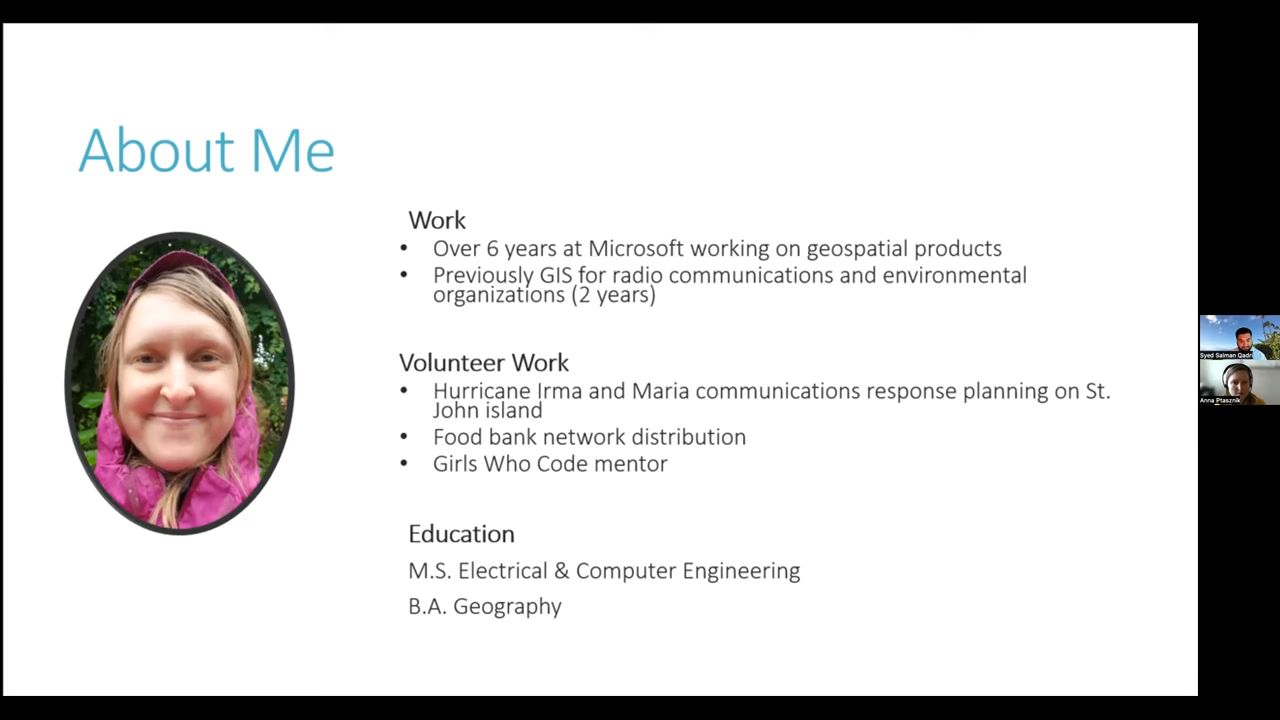 About Me
Work
• Over 6 years at Microsoft working on geospatial products
• Previously GIS for radio communications and environmental
organizations (2 years)
Volunteer Work
• Hurricane Irma and Maria communications response planning on St.
John island
• Food bank network distribution
• Girls Who Code mentor
Education
M.S. Electrical & Computer Engineering
B.A. Geography
Syed Salman Qadri
Anna Ptasznik